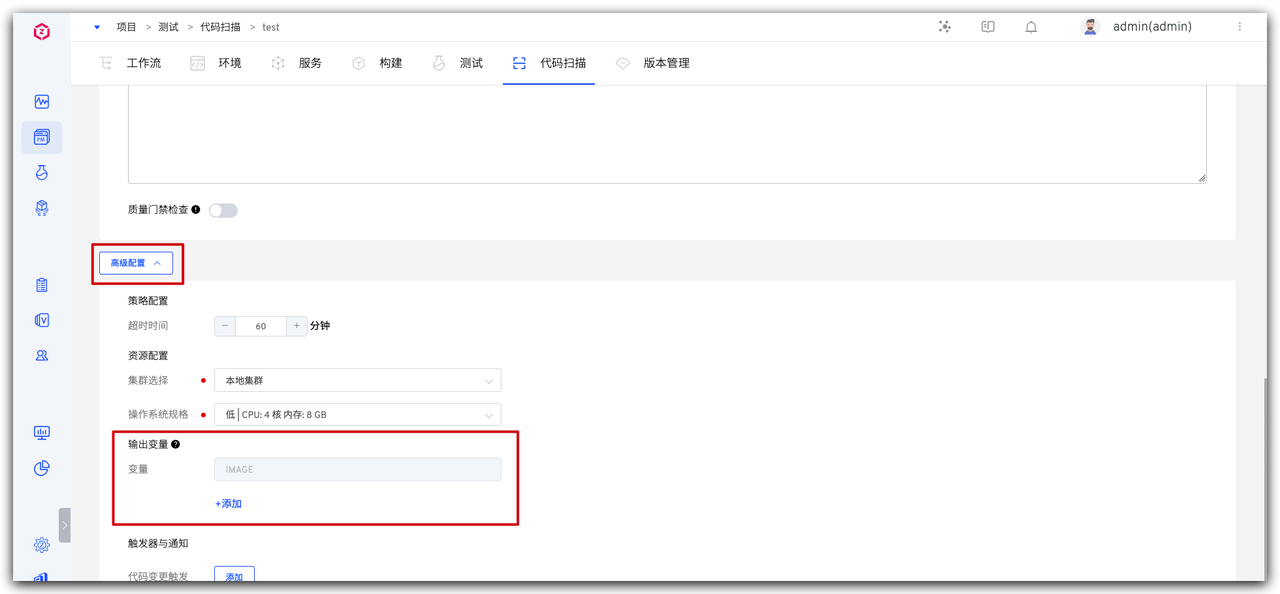 项目 > 测试 > 代码扫描 > test
admin(admin)
工作流 环境 服务 构建 测试 代码扫描 版本管理
质量门禁检查
高级配置
策略配置
超时时间 − 60 + 分钟
资源配置
集群选择 本地集群
操作系统规格 低 | CPU: 4 核 内存: 8 GB
输出变量
变量 IMAGE
+添加
触发器与通知
代码变更触发 添加